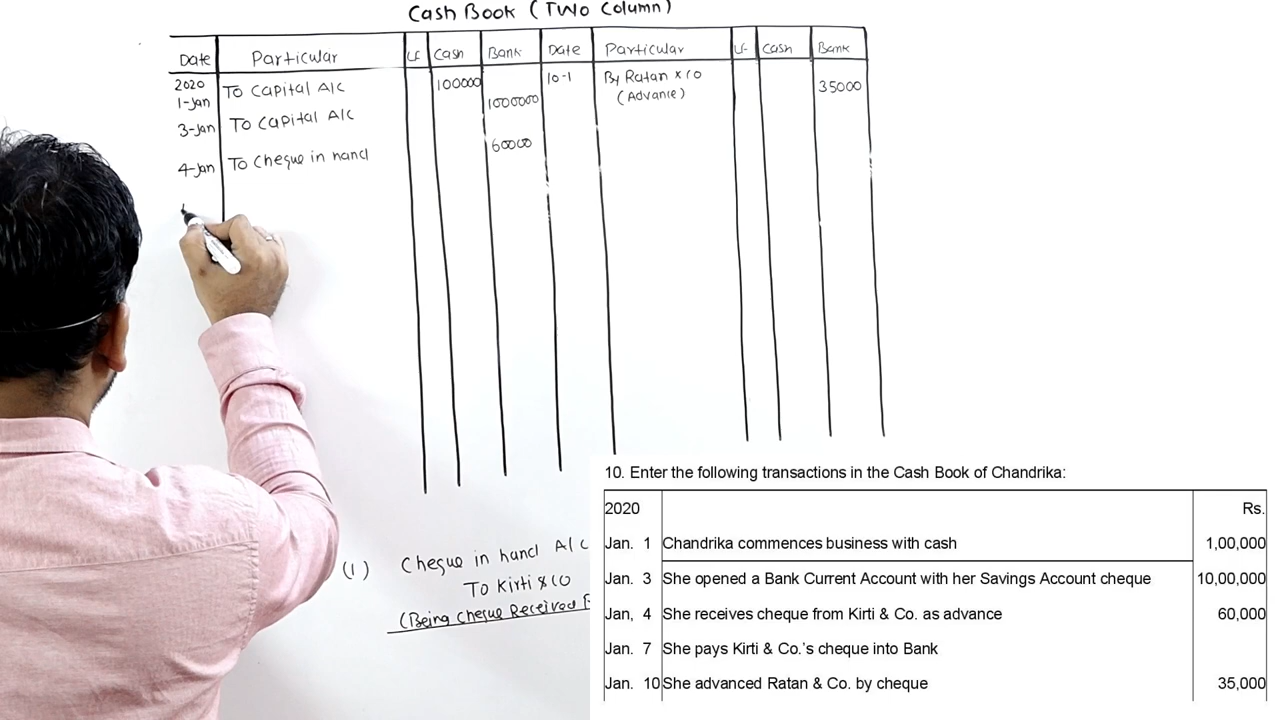 Cash Book (Two Column)
Date Particular LF Cash Bank Date Particular LF Cash Bank
2020
1-Jan To Capital A/c 100000 10-1 By Ratan & co 35000
(Advance)
3-Jan To Capital A/c 1000000
4-Jan To Cheque in hand 60000
(1) Cheque in hand A/c
To Kirti & co
(Being cheque Received
10. Enter the following transactions in the Cash Book of Chandrika:
2020 Rs.
Jan. 1 Chandrika commences business with cash 1,00,000
Jan. 3 She opened a Bank Current Account with her Savings Account cheque 10,00,000
Jan, 4 She receives cheque from Kirti & Co. as advance 60,000
Jan. 7 She pays Kirti & Co.’s cheque into Bank
Jan. 10 She advanced Ratan & Co. by cheque 35,000